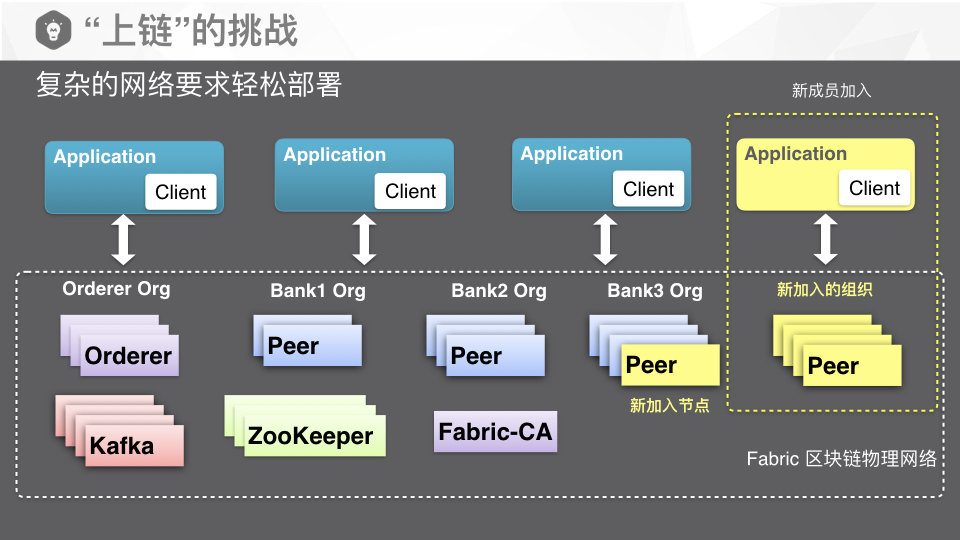 “上链”的挑战
复杂的网络要求轻松部署
新成员加入
Application
Client
Application
Client
Application
Client
Application
Client
Orderer Org
Bank1 Org
Bank2 Org
Bank3 Org
新加入的组织
Orderer
Peer
Peer
Peer
Peer
新加入节点
Kafka
ZooKeeper
Fabric-CA
Fabric 区块链物理网络